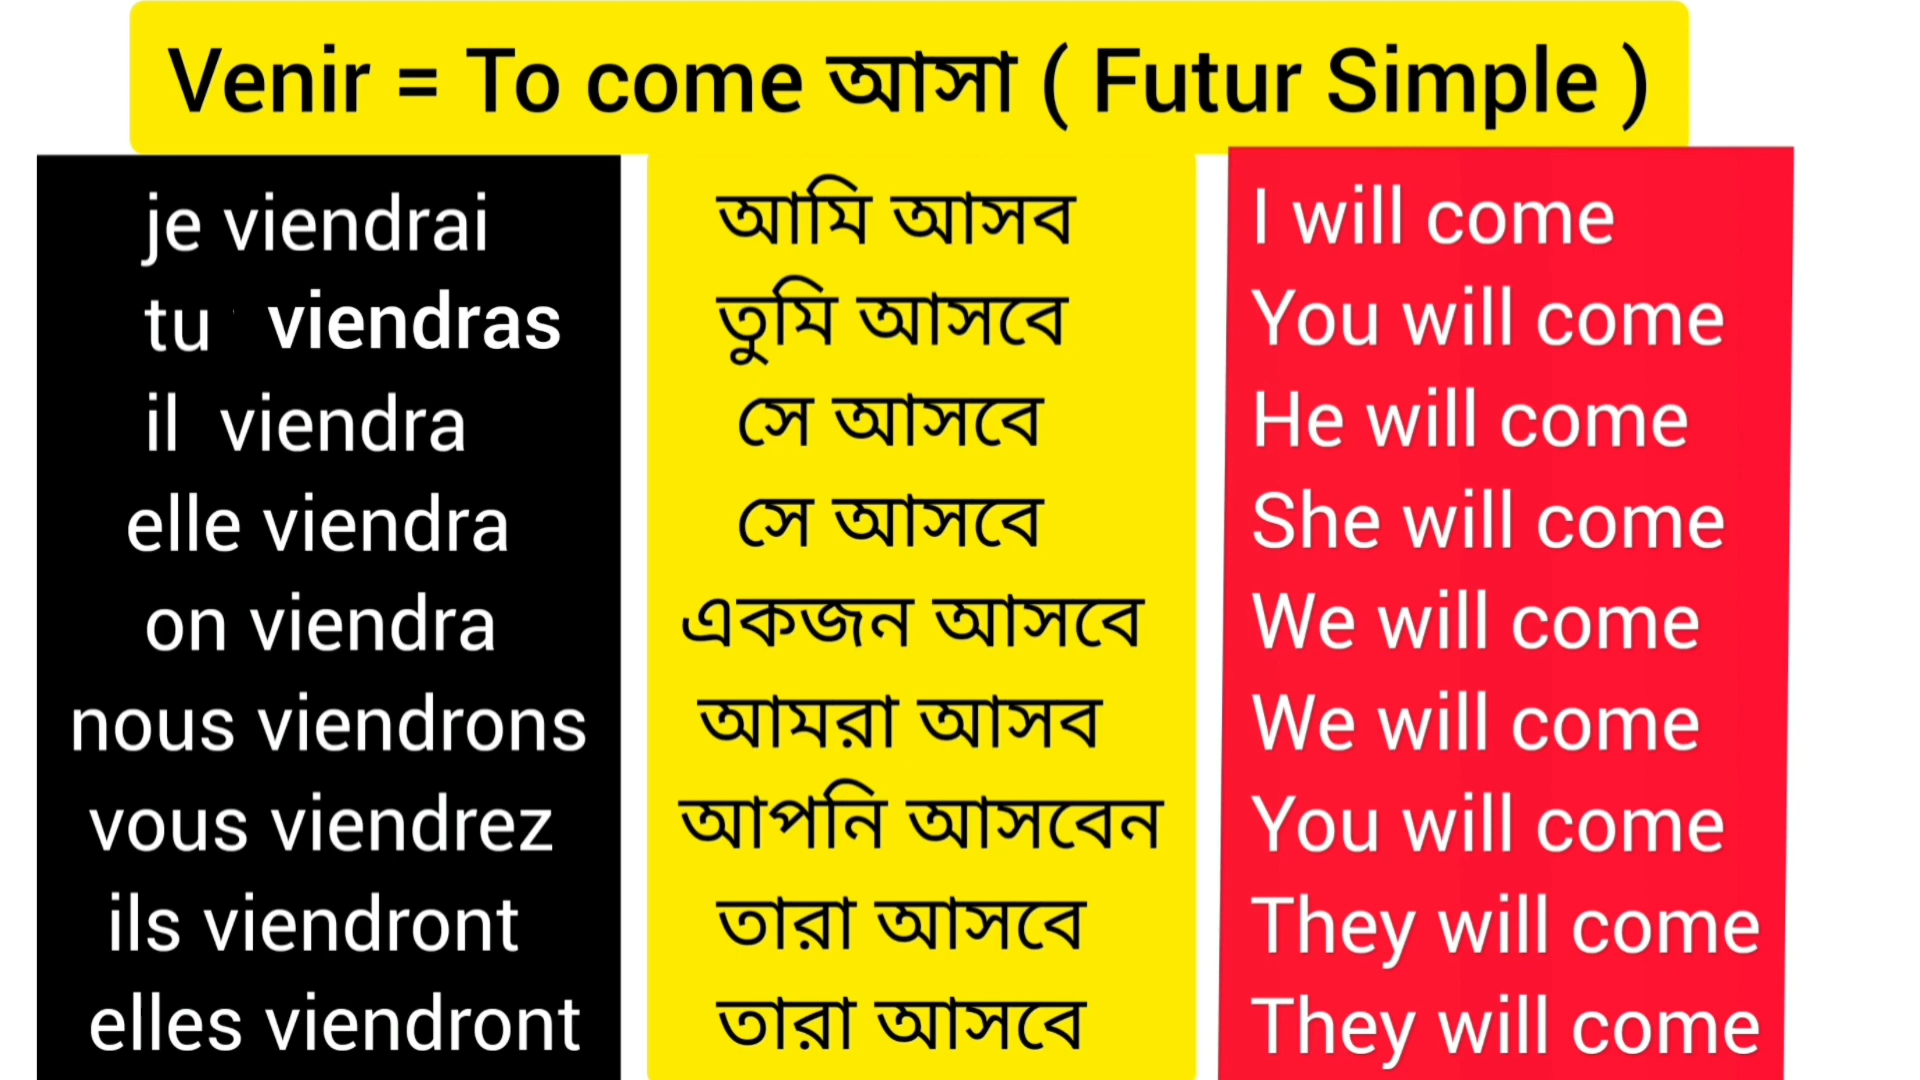 Venir = To come আসা ( Futur Simple )
je viendrai আমি আসব I will come
tu viendras তুমি আসবে You will come
il viendra সে আসবে He will come
elle viendra সে আসবে She will come
on viendra একজন আসবে We will come
nous viendrons আমরা আসব We will come
vous viendrez আপনি আসবেন You will come
ils viendront তারা আসবে They will come
elles viendront তারা আসবে They will come